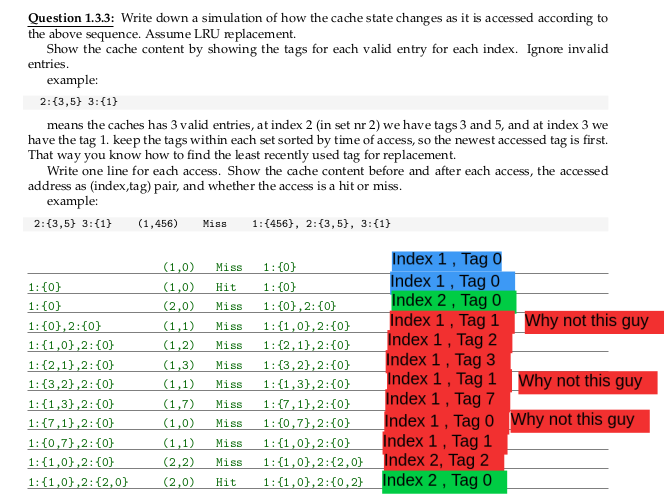 Question 1.3.3: Write down a simulation of how the cache state changes as it is accessed according to
the above sequence. Assume LRU replacement.
Show the cache content by showing the tags for each valid entry for each index. Ignore invalid
entries.
example:
2:{3,5} 3:{1}
means the caches has 3 valid entries, at index 2 (in set nr 2) we have tags 3 and 5, and at index 3 we
have the tag 1. keep the tags within each set sorted by time of access, so the newest accessed tag is first.
That way you know how to find the least recently used tag for replacement.
Write one line for each access. Show the cache content before and after each access, the accessed
address as (index,tag) pair, and whether the access is a hit or miss.
example:
2:{3,5} 3:{1} (1,456) Miss 1:{456}, 2:{3,5}, 3:{1}
(1,0) Miss 1:{0} Index 1 , Tag 0
1:{0} (1,0) Hit 1:{0} Index 1 , Tag 0
1:{0} (2,0) Miss 1:{0},2:{0} Index 2 , Tag 0
1:{0},2:{0} (1,1) Miss 1:{1,0},2:{0} Index 1 , Tag 1 Why not this guy
1:{1,0},2:{0} (1,2) Miss 1:{2,1},2:{0} Index 1 , Tag 2
1:{2,1},2:{0} (1,3) Miss 1:{3,2},2:{0} Index 1 , Tag 3
1:{3,2},2:{0} (1,1) Miss 1:{1,3},2:{0} Index 1 , Tag 1 Why not this guy
1:{1,3},2:{0} (1,7) Miss 1:{7,1},2:{0} Index 1 , Tag 7
1:{7,1},2:{0} (1,0) Miss 1:{0,7},2:{0} Index 1 , Tag 0 Why not this guy
1:{0,7},2:{0} (1,1) Miss 1:{1,0},2:{0} Index 1 , Tag 1
1:{1,0},2:{0} (2,2) Miss 1:{1,0},2:{2,0} Index 2, Tag 2
1:{1,0},2:{2,0} (2,0) Hit 1:{1,0},2:{0,2} Index 2 , Tag 0